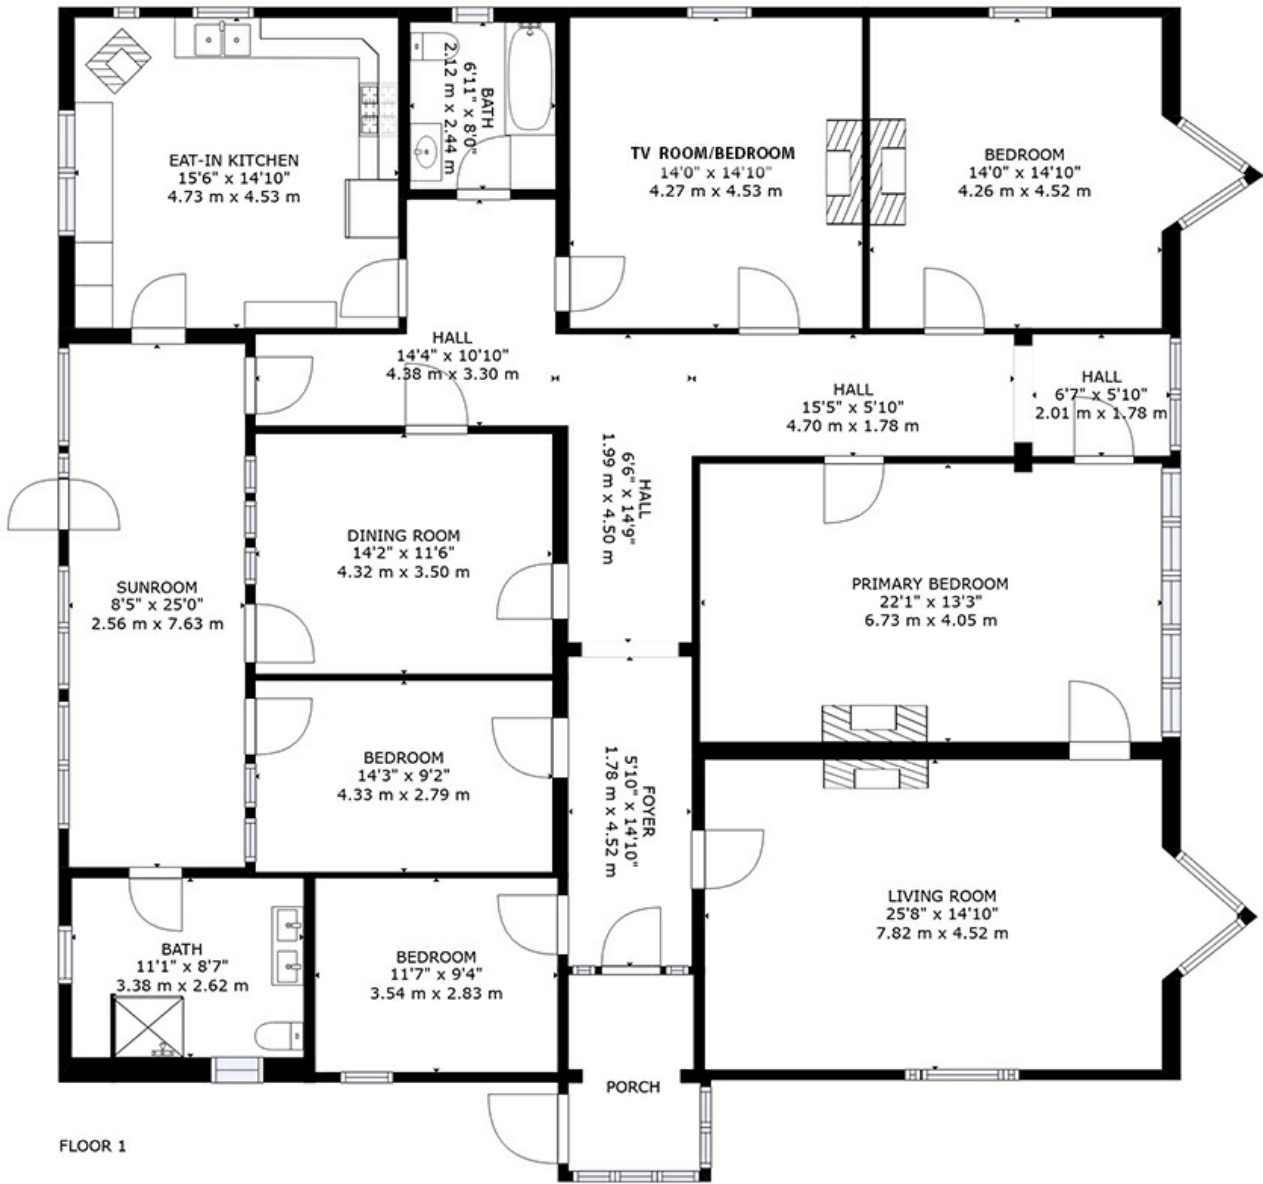 EAT-IN KITCHEN
15'6" x 14'10"
4.73 m x 4.53 m
BATH
6'11" x 8'0"
2.12 m x 2.44 m
TV ROOM/BEDROOM
14'0" x 14'10"
4.27 m x 4.53 m
BEDROOM
14'0" x 14'10"
4.26 m x 4.52 m
HALL
14'4" x 10'10"
4.38 m x 3.30 m
HALL
15'5" x 5'10"
4.70 m x 1.78 m
HALL
6'7" x 5'10"
2.01 m x 1.78 m
HALL
6'6" x 14'9"
1.99 m x 4.50 m
DINING ROOM
14'2" x 11'6"
4.32 m x 3.50 m
SUNROOM
8'5" x 25'0"
2.56 m x 7.63 m
PRIMARY BEDROOM
22'1" x 13'3"
6.73 m x 4.05 m
BEDROOM
14'3" x 9'2"
4.33 m x 2.79 m
FOYER
5'10" x 14'10"
1.78 m x 4.52 m
LIVING ROOM
25'8" x 14'10"
7.82 m x 4.52 m
BATH
11'1" x 8'7"
3.38 m x 2.62 m
BEDROOM
11'7" x 9'4"
3.54 m x 2.83 m
PORCH
FLOOR 1